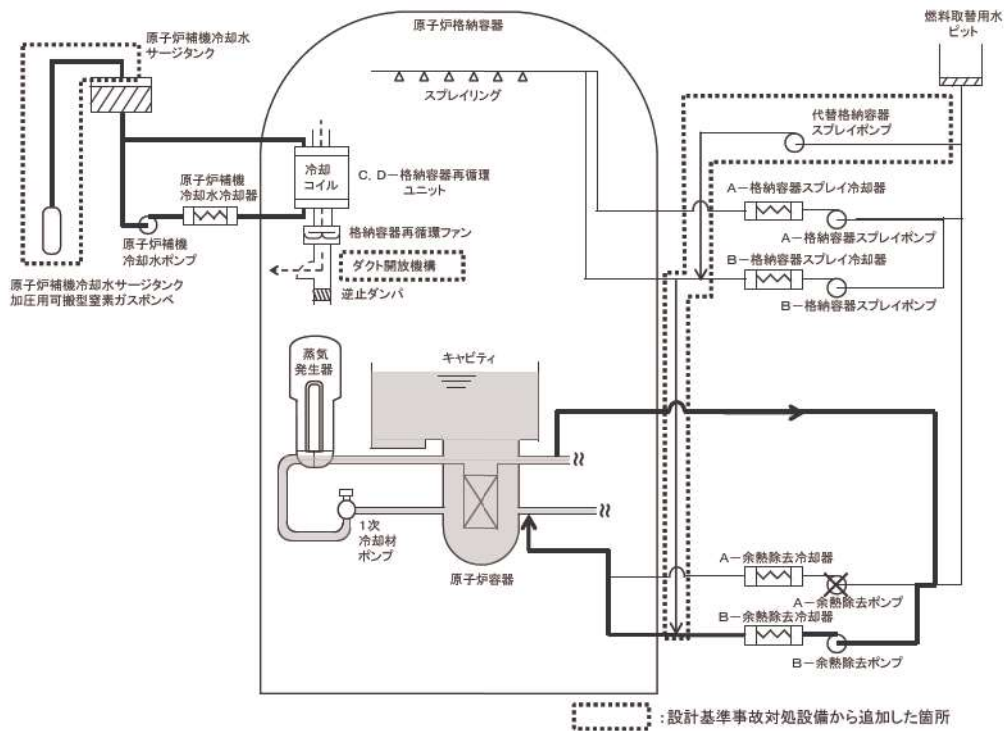 原子炉補機冷却水
サージタンク
原子炉格納容器
燃料取替用水
ピット
スプレイリング
代替格納容器
スプレイポンプ
冷却
コイル
C,D－格納容器再循環
ユニット
原子炉補機
冷却水冷却器
A－格納容器スプレイ冷却器
格納容器再循環ファン
原子炉補機
冷却水ポンプ
A－格納容器スプレイポンプ
B－格納容器スプレイ冷却器
ダクト開放機構
原子炉補機冷却水サージタンク
加圧用可搬型窒素ガスボンベ
逆止ダンパ
B－格納容器スプレイポンプ
蒸気
発生器
キャビティ
1次
冷却材
ポンプ
原子炉容器
A－余熱除去冷却器
A－余熱除去ポンプ
B－余熱除去冷却器
B－余熱除去ポンプ
：設計基準事故対処設備から追加した箇所